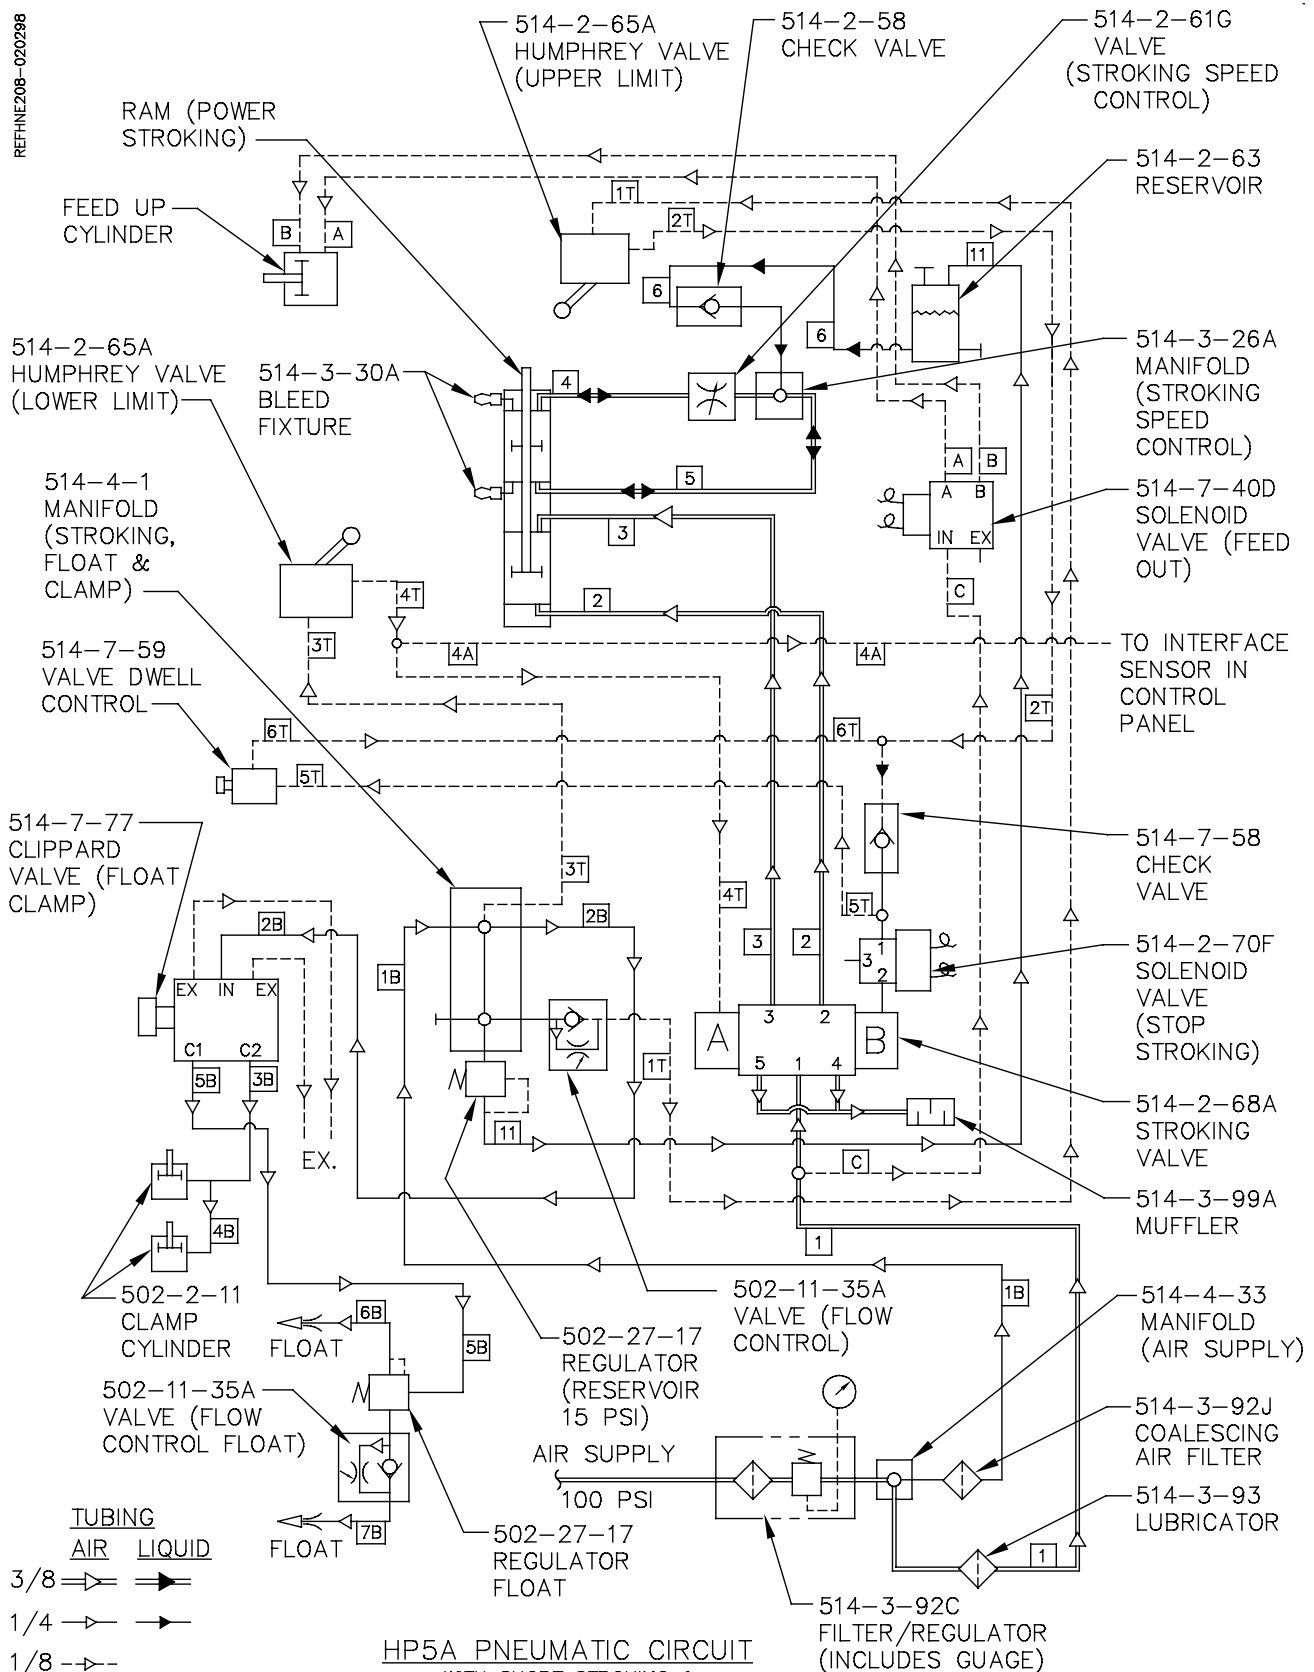 REFHNE208-020298
514-2-65A
HUMPHREY VALVE
(UPPER LIMIT)
514-2-58
CHECK VALVE
514-2-61G
VALVE
(STROKING SPEED
CONTROL)
RAM (POWER
STROKING)
514-2-63
RESERVOIR
FEED UP
CYLINDER
B
A
1T
2T
11
6
6
514-2-65A
HUMPHREY VALVE
(LOWER LIMIT)
514-3-30A
BLEED
FIXTURE
4
514-3-26A
MANIFOLD
(STROKING
SPEED
CONTROL)
514-4-1
MANIFOLD
(STROKING,
FLOAT &
CLAMP)
5
3
2
A
B
A
B
IN
EX
C
514-7-40D
SOLENOID
VALVE (FEED
OUT)
4T
3T
4A
4A
TO INTERFACE
SENSOR IN
CONTROL
PANEL
514-7-59
VALVE DWELL
CONTROL
6T
6T
2T
5T
514-7-77
CLIPPARD
VALVE (FLOAT
CLAMP)
514-7-58
CHECK
VALVE
3T
4T
5T
2B
2B
3
2
1B
1
3
2
514-2-70F
SOLENOID
VALVE
(STOP
STROKING)
EX
IN
EX
C1
C2
A
3
2
B
5
1
4
5B
3B
1T
11
C
514-2-68A
STROKING
VALVE
EX.
514-3-99A
MUFFLER
4B
1
502-2-11
CLAMP
CYLINDER
6B
FLOAT
5B
502-27-17
REGULATOR
(RESERVOIR
15 PSI)
502-11-35A
VALVE (FLOW
CONTROL)
1B
514-4-33
MANIFOLD
(AIR SUPPLY)
502-11-35A
VALVE (FLOW
CONTROL FLOAT)
514-3-92J
COALESCING
AIR FILTER
AIR SUPPLY
100 PSI
514-3-93
LUBRICATOR
FLOAT
7B
502-27-17
REGULATOR
FLOAT
1
TUBING
AIR LIQUID
3/8
1/4
1/8
514-3-92C
FILTER/REGULATOR
(INCLUDES GUAGE)
HP5A PNEUMATIC CIRCUIT